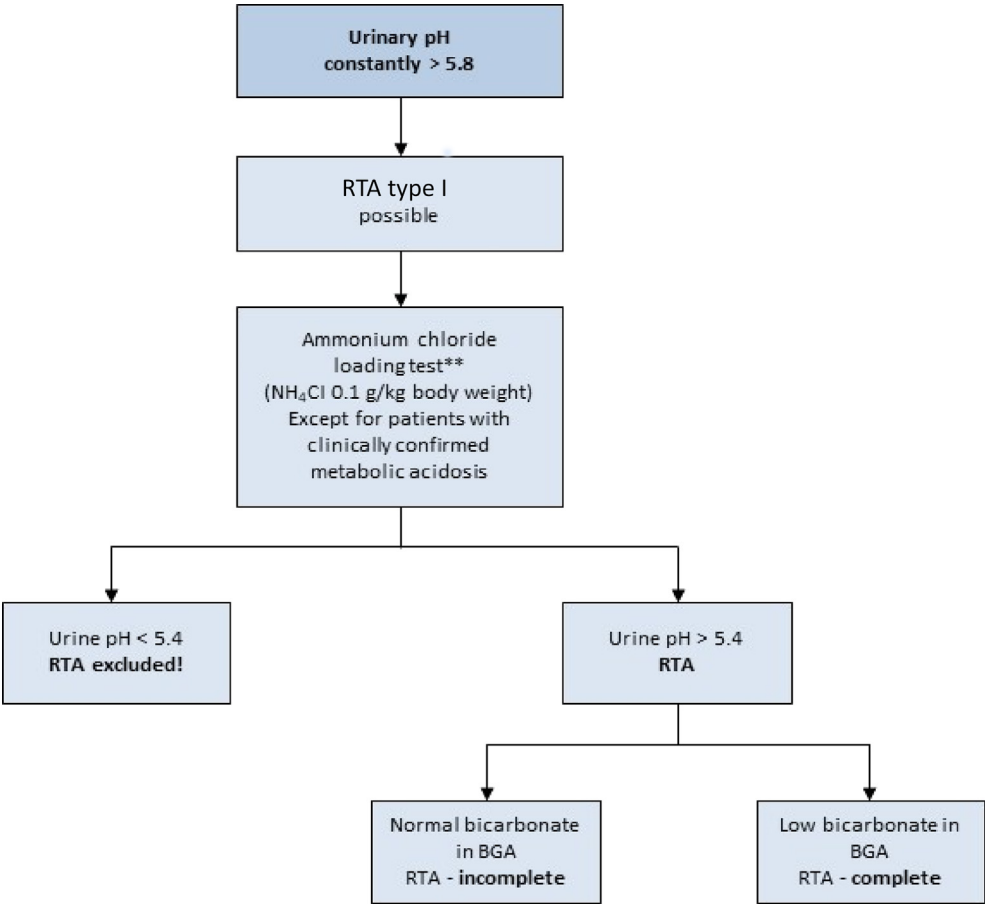 Urinary pH
constantly > 5.8
RTA type I
possible
Ammonium chloride
loading test**
(NH₄Cl 0.1 g/kg body weight)
Except for patients with
clinically confirmed
metabolic acidosis
Urine pH < 5.4
RTA excluded!
Urine pH > 5.4
RTA
Normal bicarbonate
in BGA
RTA - incomplete
Low bicarbonate in
BGA
RTA - complete